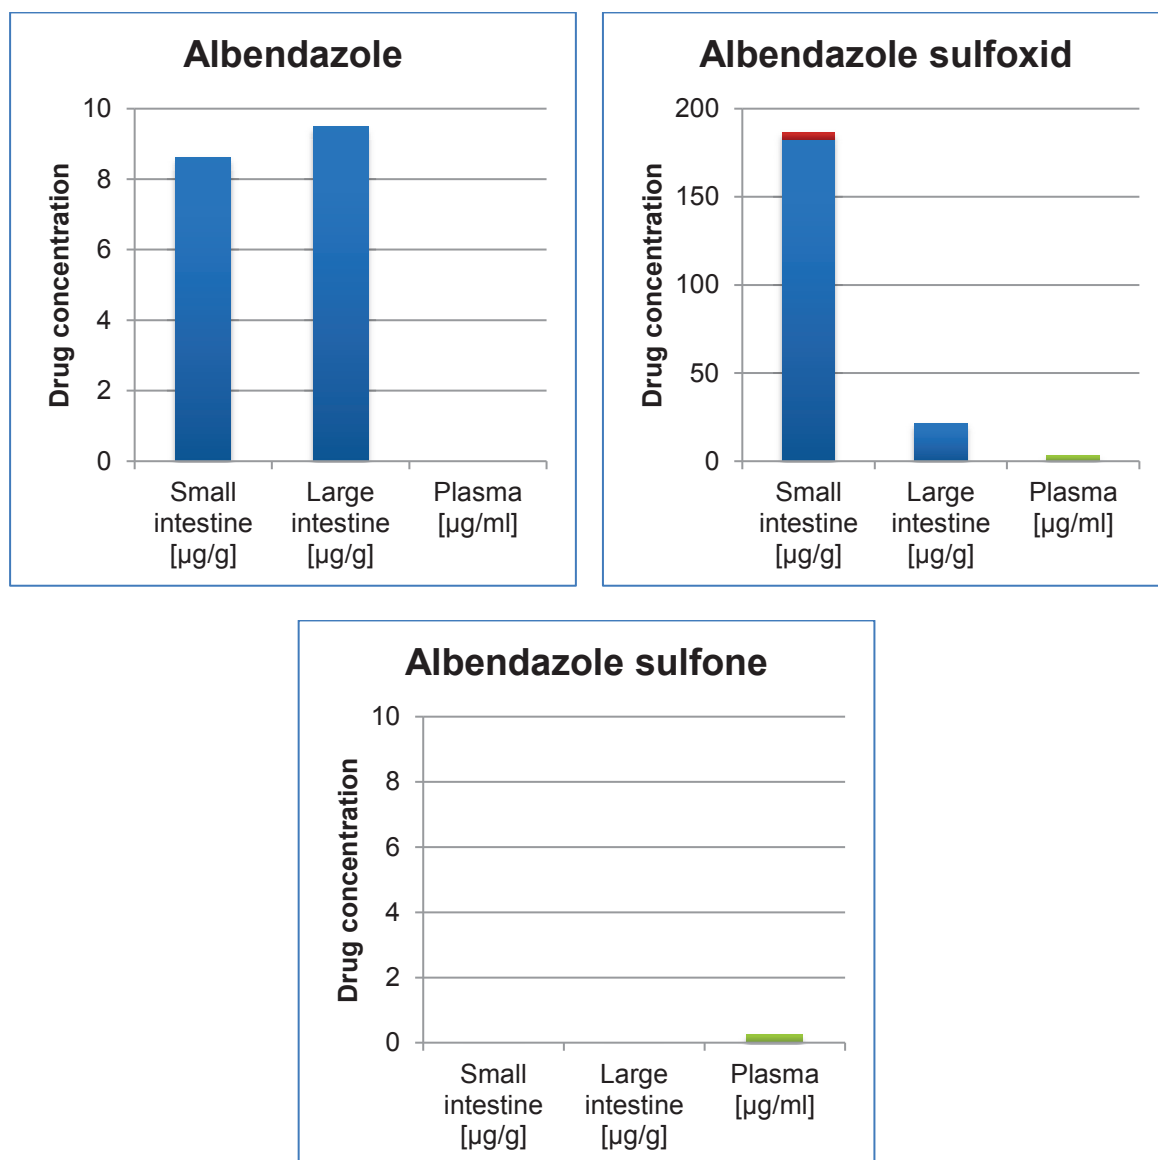 Albendazole
Drug concentration
10
8
6
4
2
0
Small
intestine
[µg/g]
Large
intestine
[µg/g]
Plasma
[µg/ml]
Albendazole sulfoxid
Drug concentration
200
150
100
50
0
Small
intestine
[µg/g]
Large
intestine
[µg/g]
Plasma
[µg/ml]
Albendazole sulfone
Drug concentration
10
8
6
4
2
0
Small
intestine
[µg/g]
Large
intestine
[µg/g]
Plasma
[µg/ml]